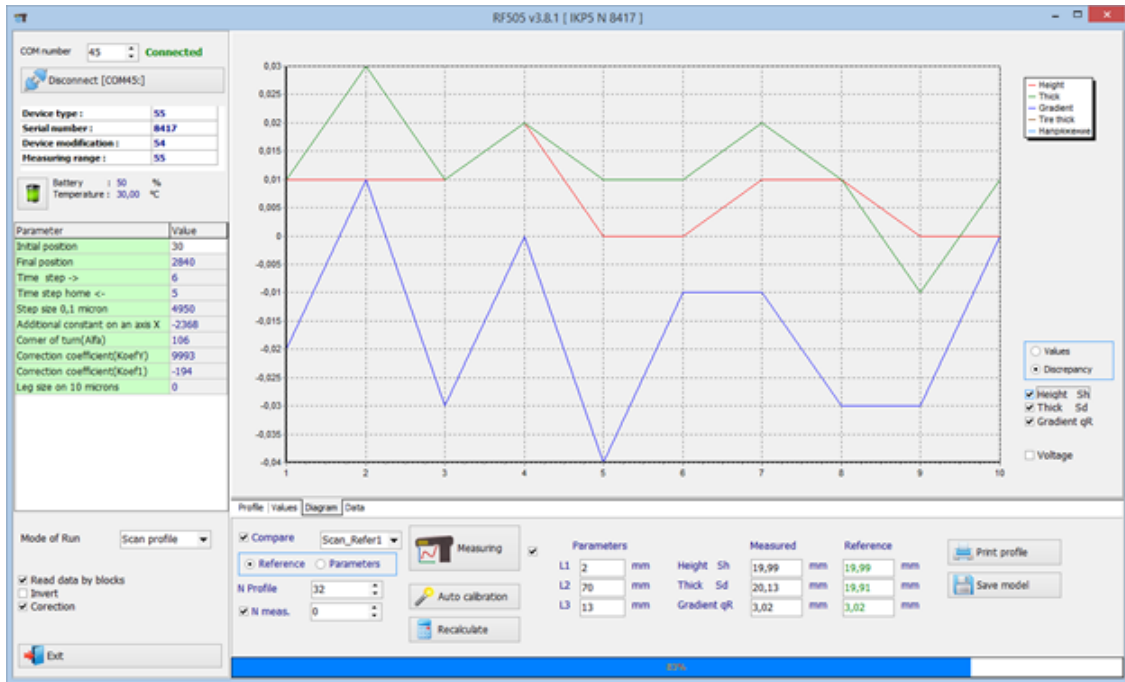 RF505 v3.8.1 [ IKP5 N 8417 ]
COM number 45 Connected
Disconnect [COM45:]
Device type : 55
Serial number : 8417
Device modification : 54
Measuring range : 55
Battery : 50 %
Temperature : 30,00 °C
Parameter Value
Initial position 30
Final position 2840
Time step -> 6
Time step home <- 5
Step size 0,1 micron 4950
Additional constant on an axis X -2368
Corner of turn(Alfa) 106
Correction coefficient(KoefY) 9993
Correction coefficient(Koef1) -194
Leg size on 10 microns 0
Mode of Run Scan profile
Read data by blocks
Invert
Corection
Exit
0,03
0,025
0,02
0,015
0,01
0,005
0
-0,005
-0,01
-0,015
-0,02
-0,025
-0,03
-0,035
-0,04
1 2 3 4 5 6 7 8 9 10
Height
Thick
Gradient
Tire thick
Напряжение
Values
Discrepancy
Height Sh
Thick Sd
Gradient qR
Voltage
Profile Values Diagram Data
Compare Scan_Refer1
Reference Parameters
N Profile 32
N meas. 0
Measuring
Auto calibration
Recalculate
Parameters Measured Reference
L1 2 mm Height Sh 19,99 mm 19,99 mm
L2 70 mm Thick Sd 20,13 mm 19,91 mm
L3 13 mm Gradient qR 3,02 mm 3,02 mm
Print profile
Save model